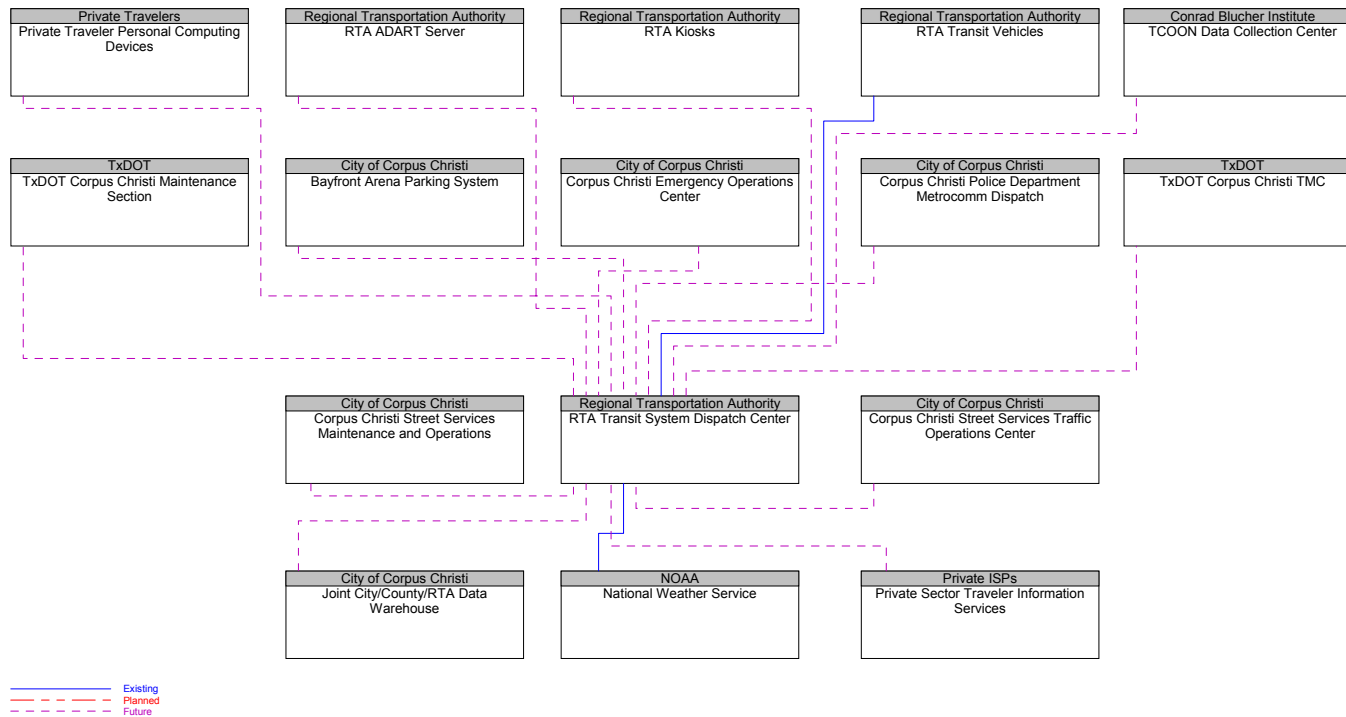 Private Travelers
Private Traveler Personal Computing
Devices
Regional Transportation Authority
RTA ADART Server
Regional Transportation Authority
RTA Kiosks
Regional Transportation Authority
RTA Transit Vehicles
Conrad Blucher Institute
TCOON Data Collection Center
TxDOT
TxDOT Corpus Christi Maintenance
Section
City of Corpus Christi
Bayfront Arena Parking System
City of Corpus Christi
Corpus Christi Emergency Operations
Center
City of Corpus Christi
Corpus Christi Police Department
Metrocomm Dispatch
TxDOT
TxDOT Corpus Christi TMC
City of Corpus Christi
Corpus Christi Street Services
Maintenance and Operations
Regional Transportation Authority
RTA Transit System Dispatch Center
City of Corpus Christi
Corpus Christi Street Services Traffic
Operations Center
City of Corpus Christi
Joint City/County/RTA Data
Warehouse
NOAA
National Weather Service
Private ISPs
Private Sector Traveler Information
Services
Existing
Planned
Future